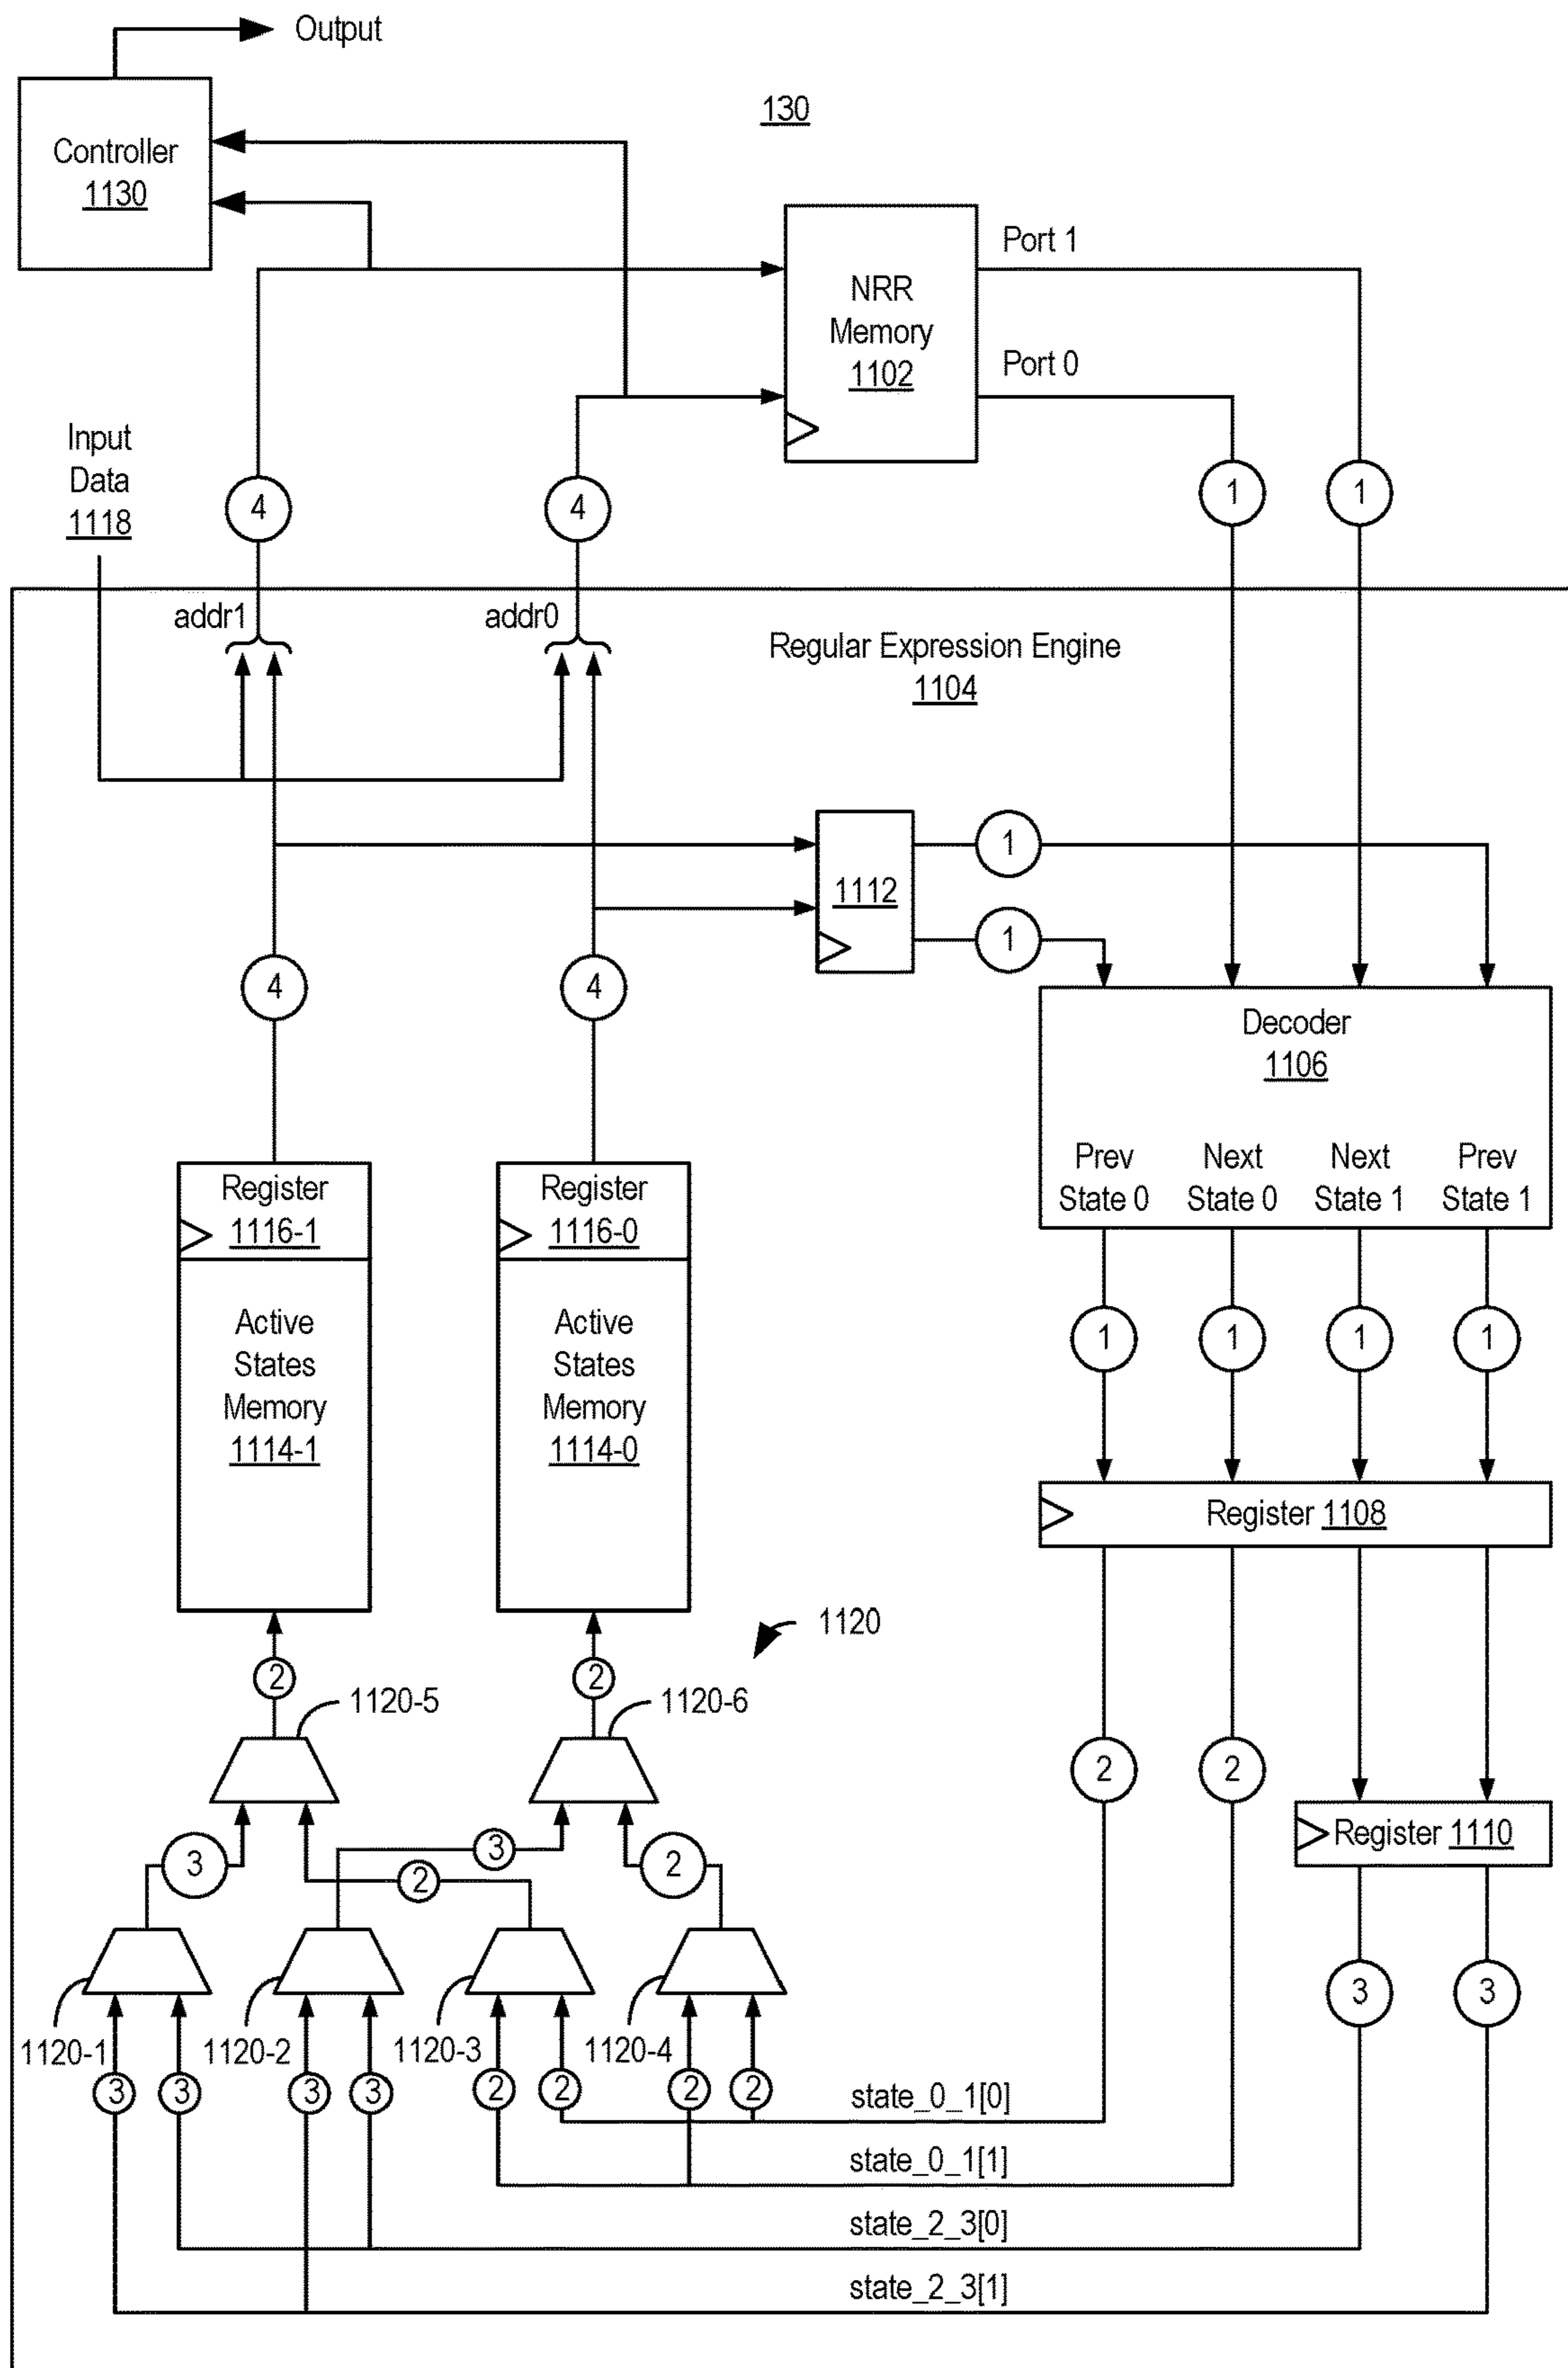 Output
130
Controller
1130
Port 1
NRR
Memory
1102
Port 0
Input
Data
1118
4
4
1
1
addr1
addr0
Regular Expression Engine
1104
1
1112
1
4
4
Decoder
1106
Prev
State 0
Next
State 0
Next
State 1
Prev
State 1
Register
1116-1
Register
1116-0
Active
States
Memory
1114-1
Active
States
Memory
1114-0
1
1
1
1
Register 1108
1120
2
2
1120-5
1120-6
2
2
Register 1110
3
3
2
2
3
3
1120-1
1120-2
1120-3
1120-4
3
3
3
3
2
2
2
2
state_0_1[0]
state_0_1[1]
state_2_3[0]
state_2_3[1]